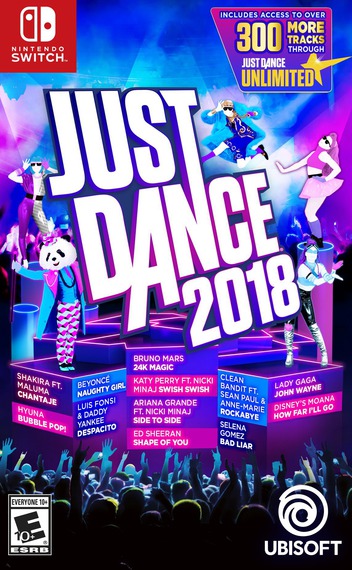 NINTENDO
SWITCH™
INCLUDES ACCESS TO OVER
300 MORE
TRACKS
THROUGH
JUST DANCE
UNLIMITED
JUST
DANCE
2018
SHAKIRA FT.
MALUMA
CHANTAJE
HYUNA
BUBBLE POP!
BEYONCÉ
NAUGHTY GIRL
LUIS FONSI
& DADDY
YANKEE
DESPACITO
BRUNO MARS
24K MAGIC
KATY PERRY FT. NICKI
MINAJ SWISH SWISH
ARIANA GRANDE
FT. NICKI MINAJ
SIDE TO SIDE
ED SHEERAN
SHAPE OF YOU
CLEAN
BANDIT FT.
SEAN PAUL &
ANNE-MARIE
ROCKABYE
SELENA
GOMEZ
BAD LIAR
LADY GAGA
JOHN WAYNE
DISNEY'S MOANA
HOW FAR I'LL GO
EVERYONE 10+
E
10+
ESRB
UBISOFT